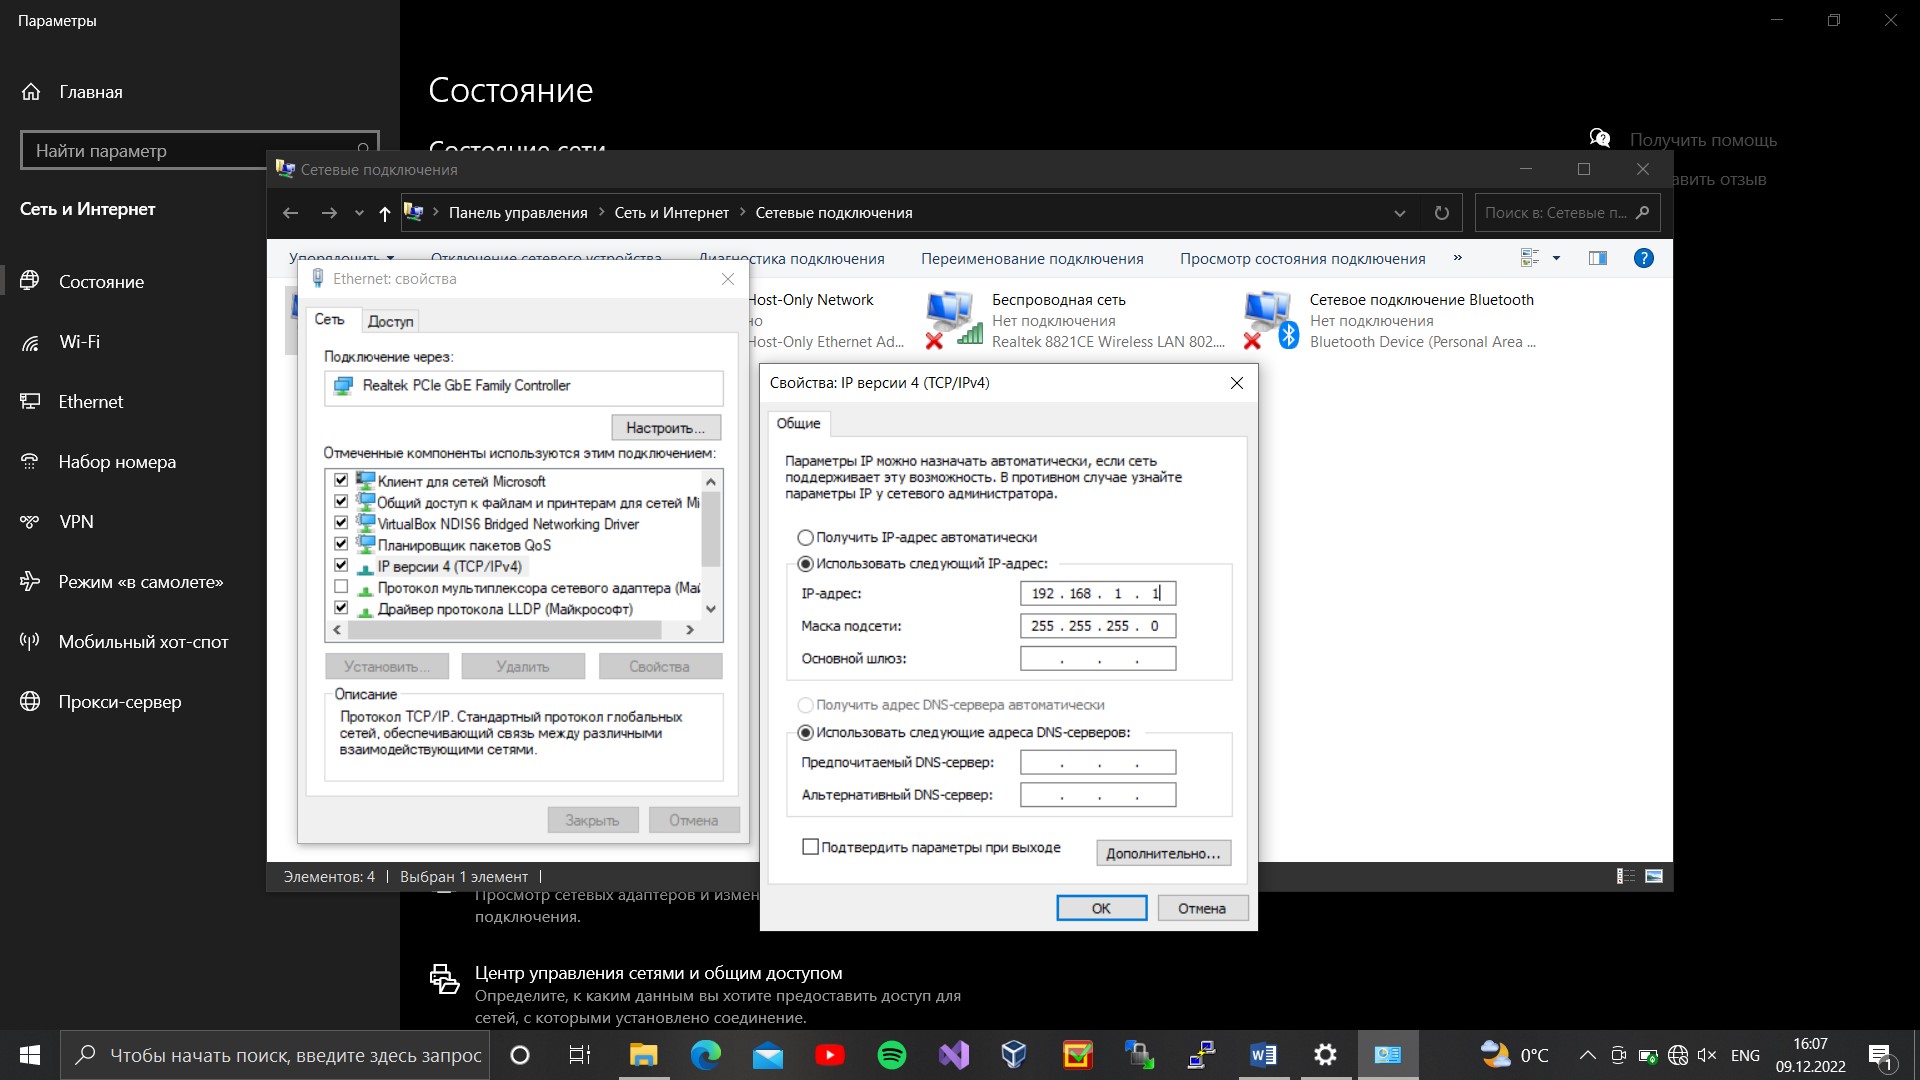 Параметры
Главная
Найти параметр
Сеть и Интернет
Состояние
Wi-Fi
Ethernet
Набор номера
VPN
Режим «в самолете»
Мобильный хот-спот
Прокси-сервер
Состояние
Состояние сети
Получить помощь
авить отзыв
Сетевые подключения
Панель управления
Сеть и Интернет
Сетевые подключения
Поиск в: Сетевые п...
Упорядочить
Отключение сетевого устройства
Диагностика подключения
Переименование подключения
Просмотр состояния подключения
»
Host-Only Network
но
Host-Only Ethernet Ad...
Беспроводная сеть
Нет подключения
Realtek 8821CE Wireless LAN 802....
Сетевое подключение Bluetooth
Нет подключения
Bluetooth Device (Personal Area ...
Ethernet: свойства
Сеть
Доступ
Подключение через:
Realtek PCIe GbE Family Controller
Настроить...
Отмеченные компоненты используются этим подключением:
Клиент для сетей Microsoft
Общий доступ к файлам и принтерам для сетей Mi
VirtualBox NDIS6 Bridged Networking Driver
Планировщик пакетов QoS
IP версии 4 (TCP/IPv4)
Протокол мультиплексора сетевого адаптера (Май
Драйвер протокола LLDP (Майкрософт)
Установить...
Удалить
Свойства
Описание
Протокол TCP/IP. Стандартный протокол глобальных
сетей, обеспечивающий связь между различными
взаимодействующими сетями.
Закрыть
Отмена
Свойства: IP версии 4 (TCP/IPv4)
Общие
Параметры IP можно назначать автоматически, если сеть
поддерживает эту возможность. В противном случае узнайте
параметры IP у сетевого администратора.
Получить IP-адрес автоматически
Использовать следующий IP-адрес:
IP-адрес: 192 . 168 . 1 . 1
Маска подсети: 255 . 255 . 255 . 0
Основной шлюз: . . .
Получить адрес DNS-сервера автоматически
Использовать следующие адреса DNS-серверов:
Предпочитаемый DNS-сервер: . . .
Альтернативный DNS-сервер: . . .
Подтвердить параметры при выходе
Дополнительно...
ОК
Отмена
Элементов: 4
Выбран 1 элемент
Просмотр сетевых адаптеров и измен
подключения.
Центр управления сетями и общим доступом
Определите, к каким данным вы хотите предоставить доступ для
сетей, с которыми установлено соединение.
Чтобы начать поиск, введите здесь запрос
0°C
ENG
16:07
09.12.2022
1